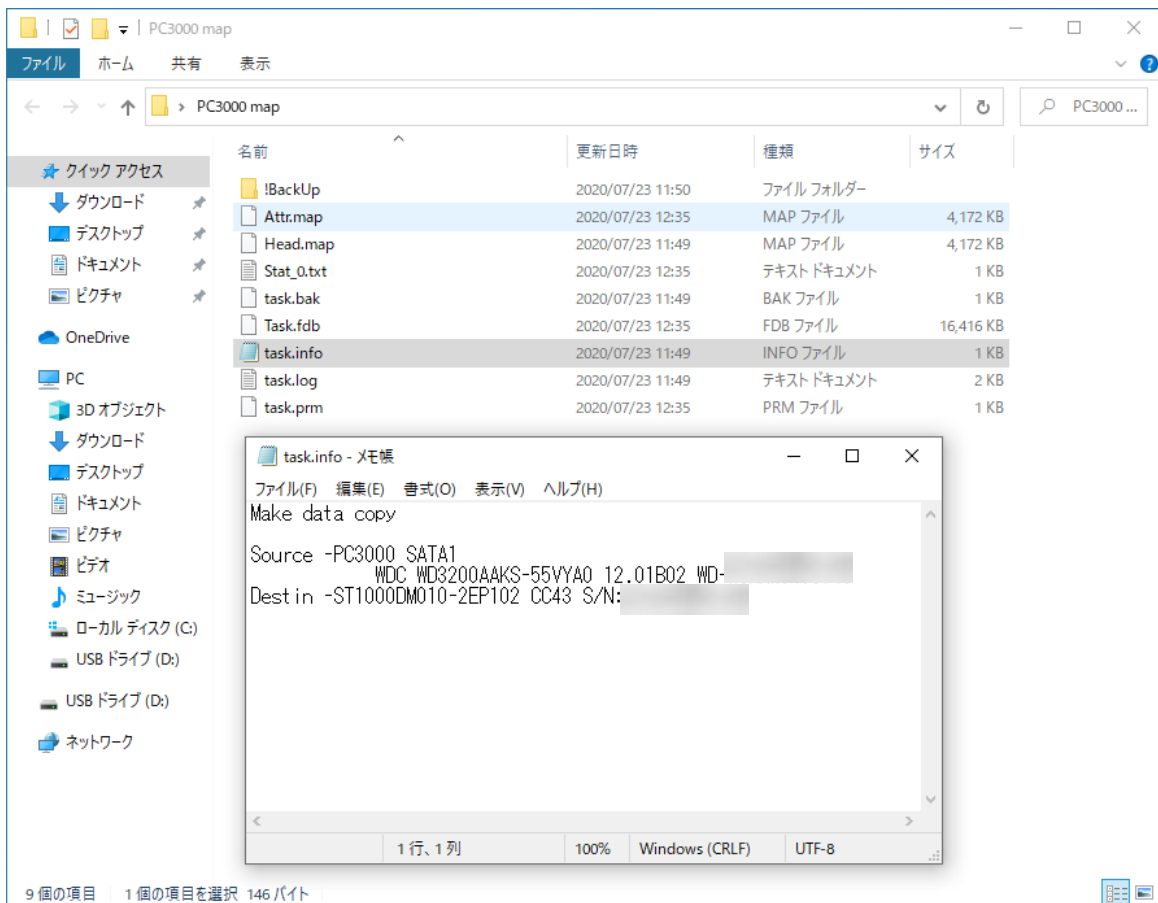 PC3000 map
ファイル ホーム 共有 表示
PC3000 map PC3000 ...
名前 更新日時 種類 サイズ
クイック アクセス
ダウンロード
デスクトップ
ドキュメント
ピクチャ
OneDrive
PC
3D オブジェクト
ダウンロード
デスクトップ
ドキュメント
ピクチャ
ビデオ
ミュージック
ローカル ディスク (C:)
USB ドライブ (D:)
USB ドライブ (D:)
ネットワーク
!BackUp 2020/07/23 11:50 ファイル フォルダー
Attr.map 2020/07/23 12:35 MAP ファイル 4,172 KB
Head.map 2020/07/23 11:49 MAP ファイル 4,172 KB
Stat_0.txt 2020/07/23 12:35 テキスト ドキュメント 1 KB
task.bak 2020/07/23 11:49 BAK ファイル 1 KB
Task.fdb 2020/07/23 12:35 FDB ファイル 16,416 KB
task.info 2020/07/23 11:49 INFO ファイル 1 KB
task.log 2020/07/23 11:49 テキスト ドキュメント 2 KB
task.prm 2020/07/23 12:35 PRM ファイル 1 KB
task.info - メモ帳
ファイル(F) 編集(E) 書式(O) 表示(V) ヘルプ(H)
Make data copy
Source -PC3000 SATA1
WDC WD3200AAKS-55VYA0 12.01B02 WD-
Destin -ST1000DM010-2EP102 CC43 S/N:
1 行、1 列 100% Windows (CRLF) UTF-8
9 個の項目 1 個の項目を選択 146 バイト